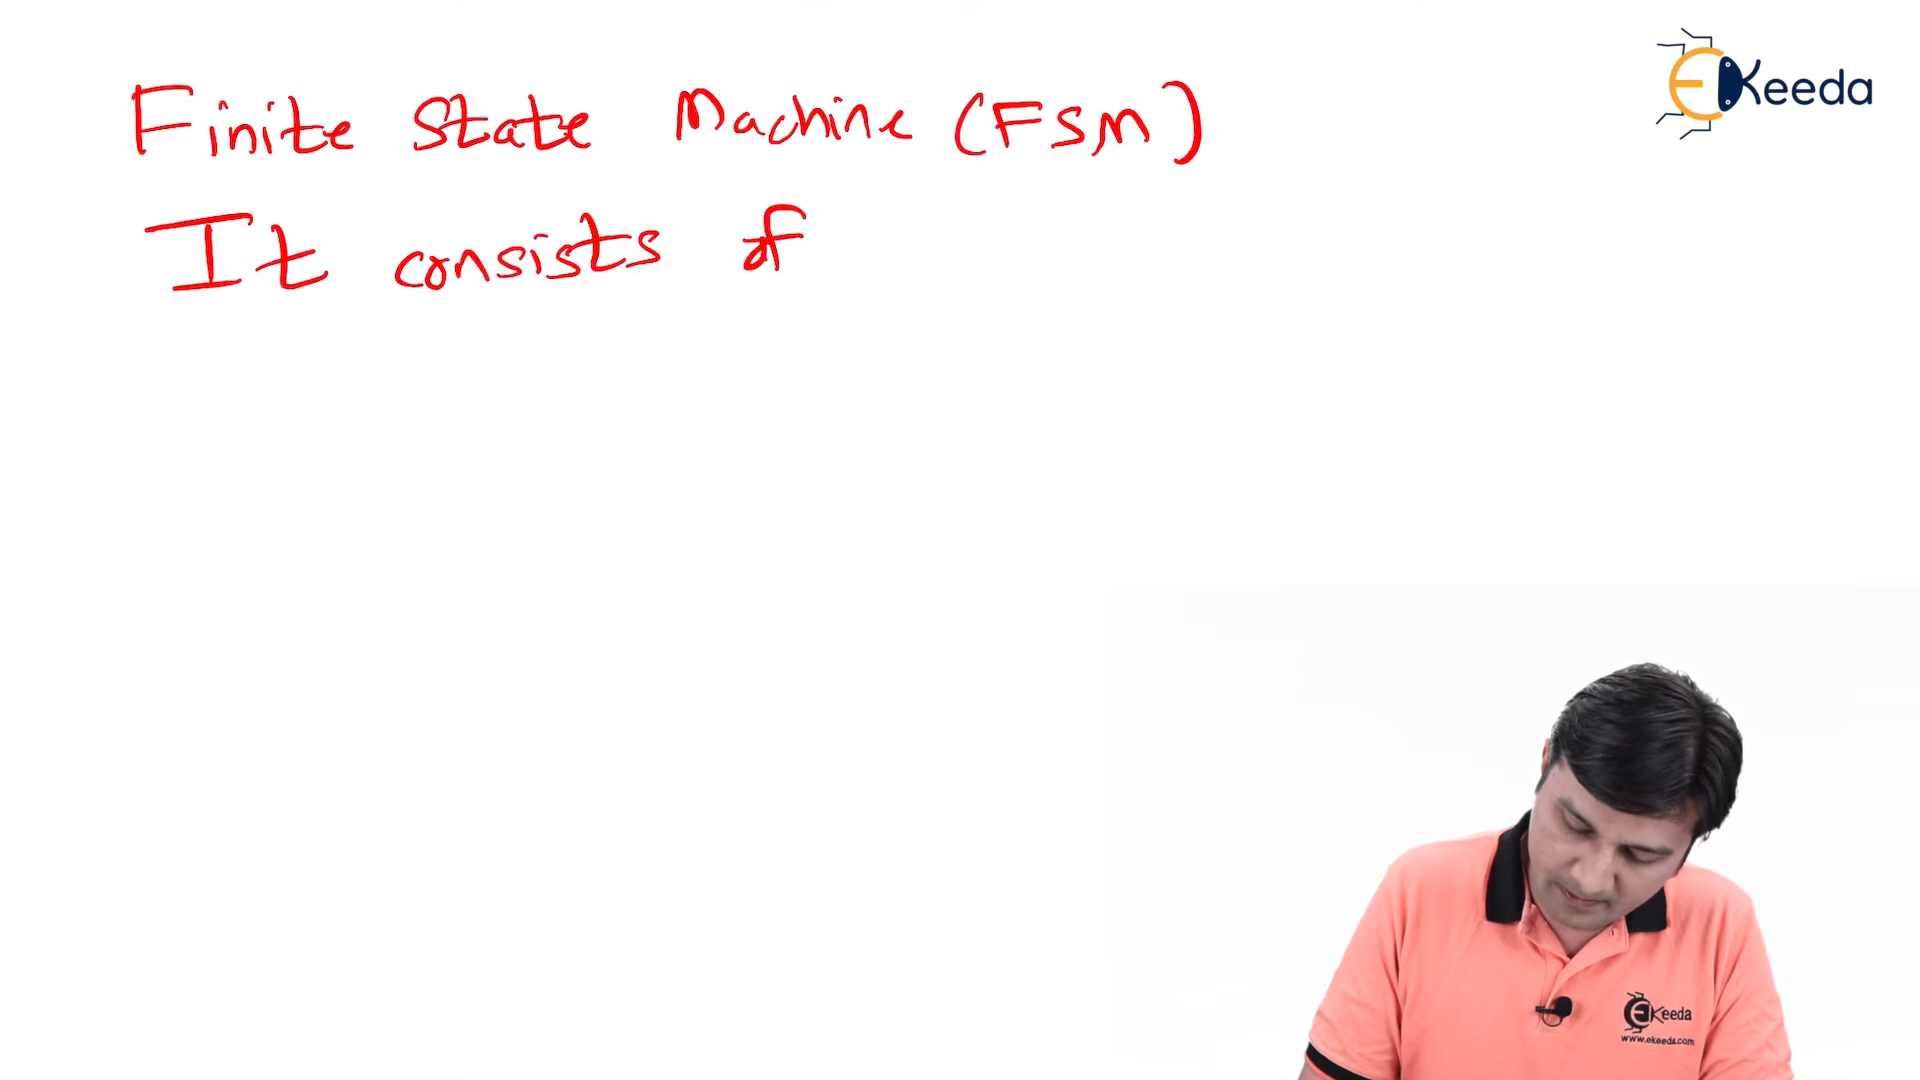 Finite State Machine (FSM)
It consists of
EKeeda
EKeeda
www.ekeeda.com